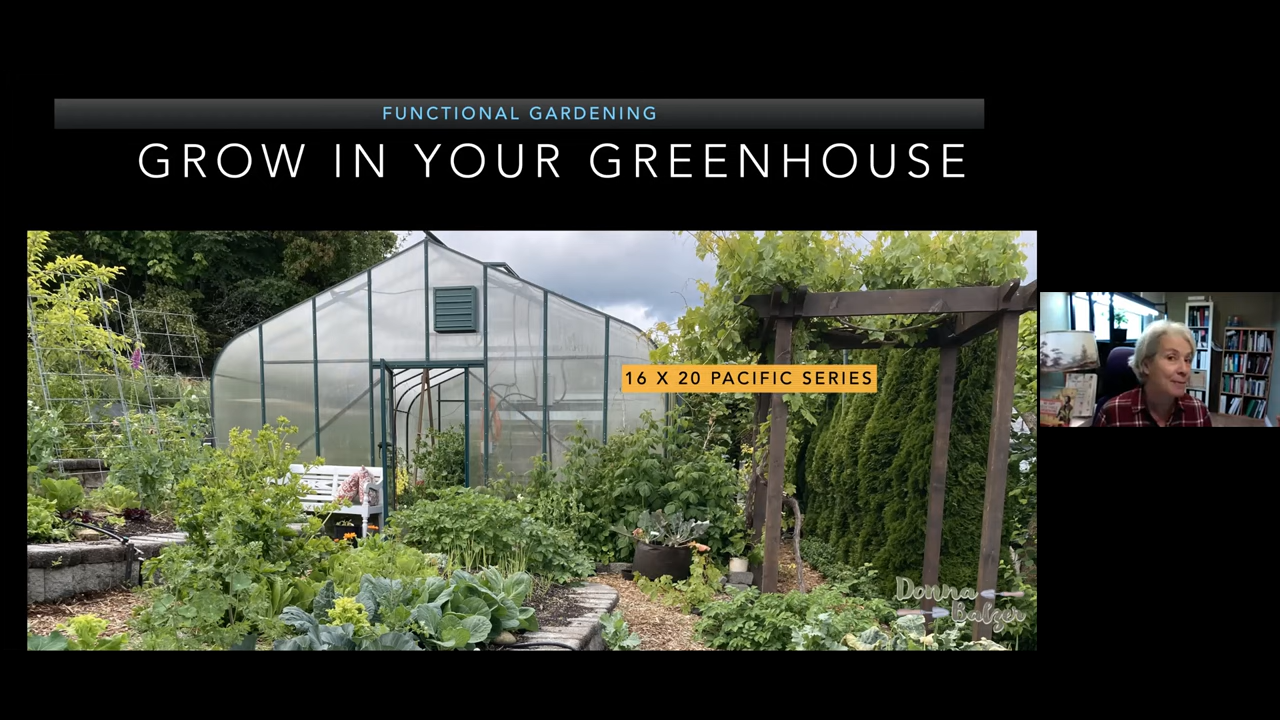 FUNCTIONAL GARDENING
GROW IN YOUR GREENHOUSE
16 X 20 PACIFIC SERIES
Donna
Balzer